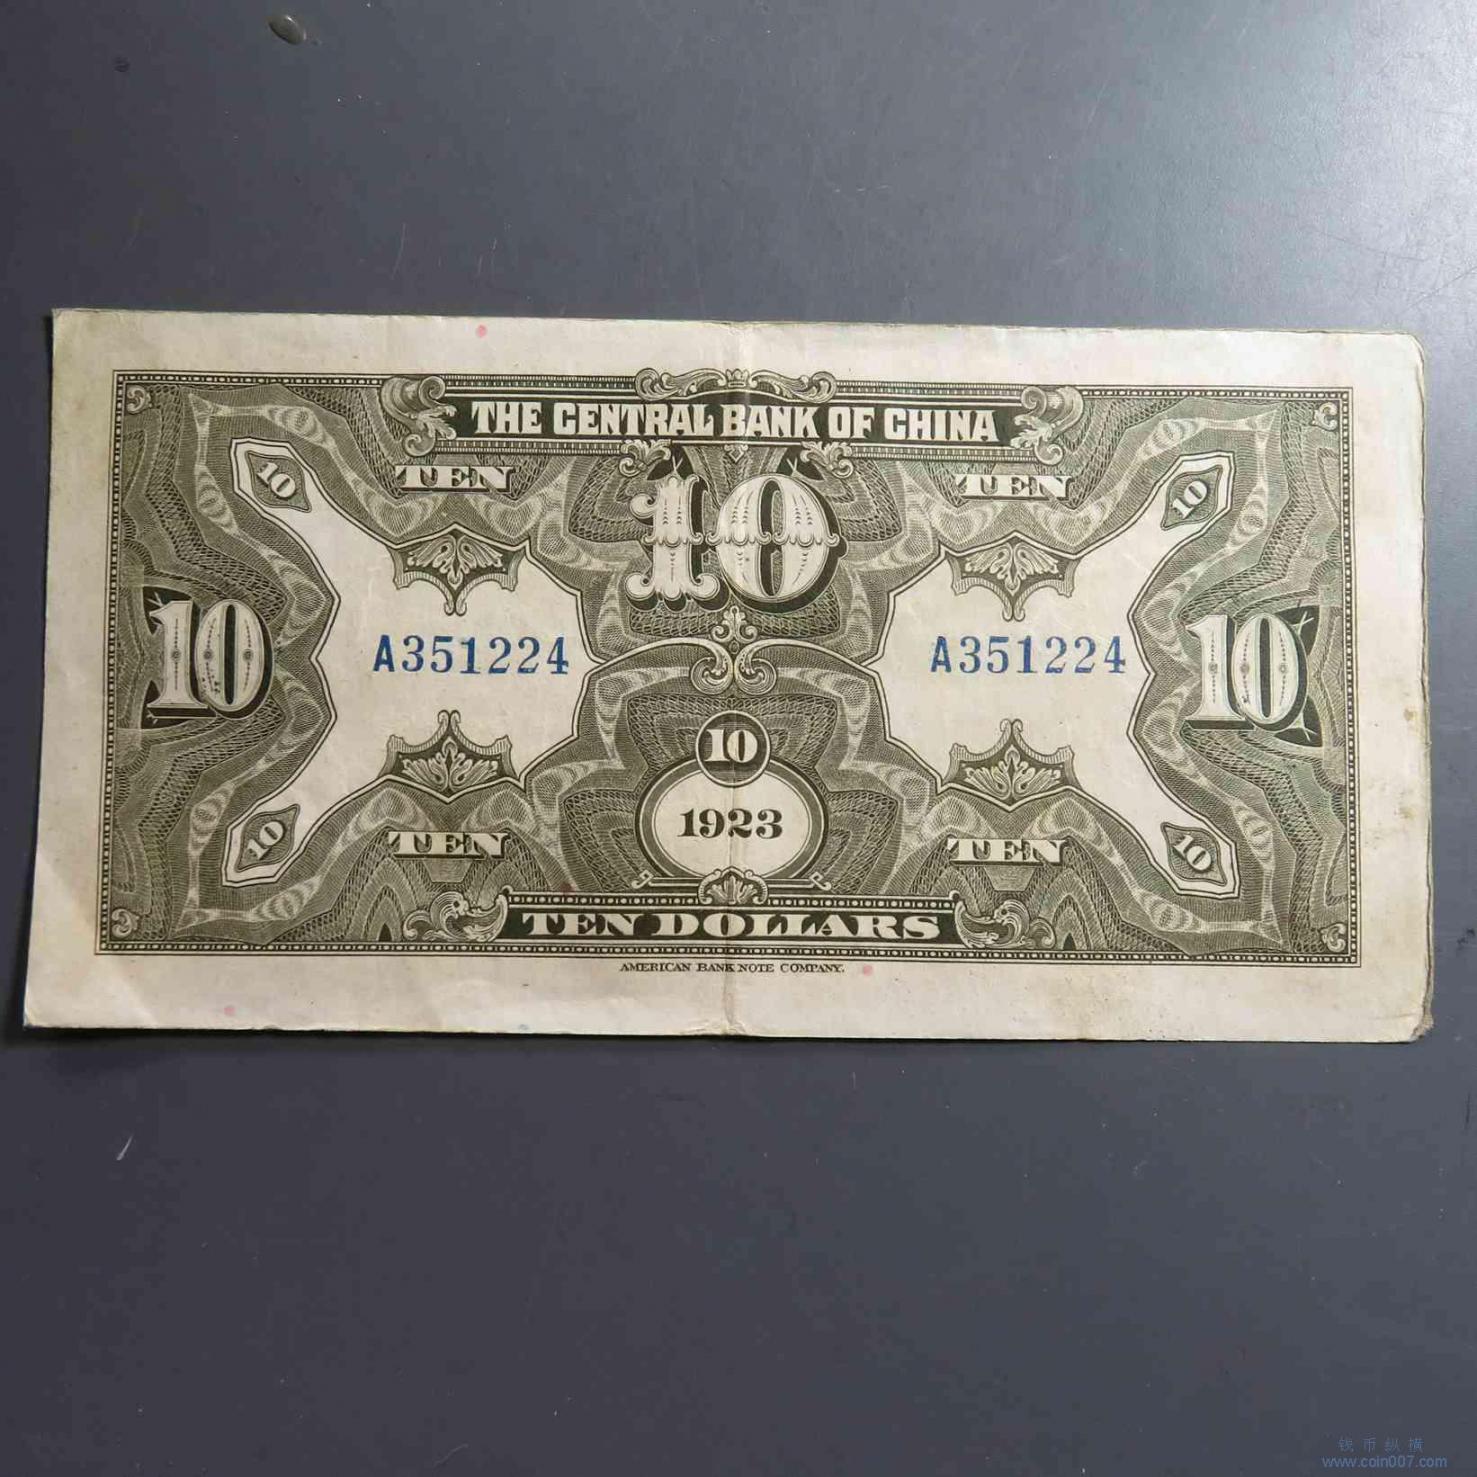 THE CENTRAL BANK OF CHINA
10 TEN 10 TEN 10
10 A351224 A351224 10
10
1923
10 TEN TEN 10
TEN DOLLARS
AMERICAN BANK NOTE COMPANY.
钱币纵横
www.coin007.com